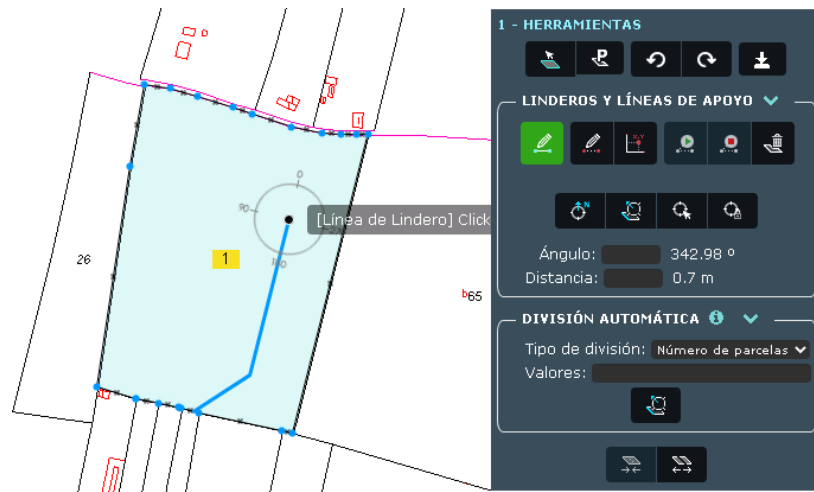 1 - HERRAMIENTAS
P
LINDEROS Y LÍNEAS DE APOYO
X,Y
N
Ángulo: 342.98 º
Distancia: 0.7 m
DIVISIÓN AUTOMÁTICA
Tipo de división: Número de parcelas
Valores:
0
90
[Línea de Lindero] Click
180
1
26
b65